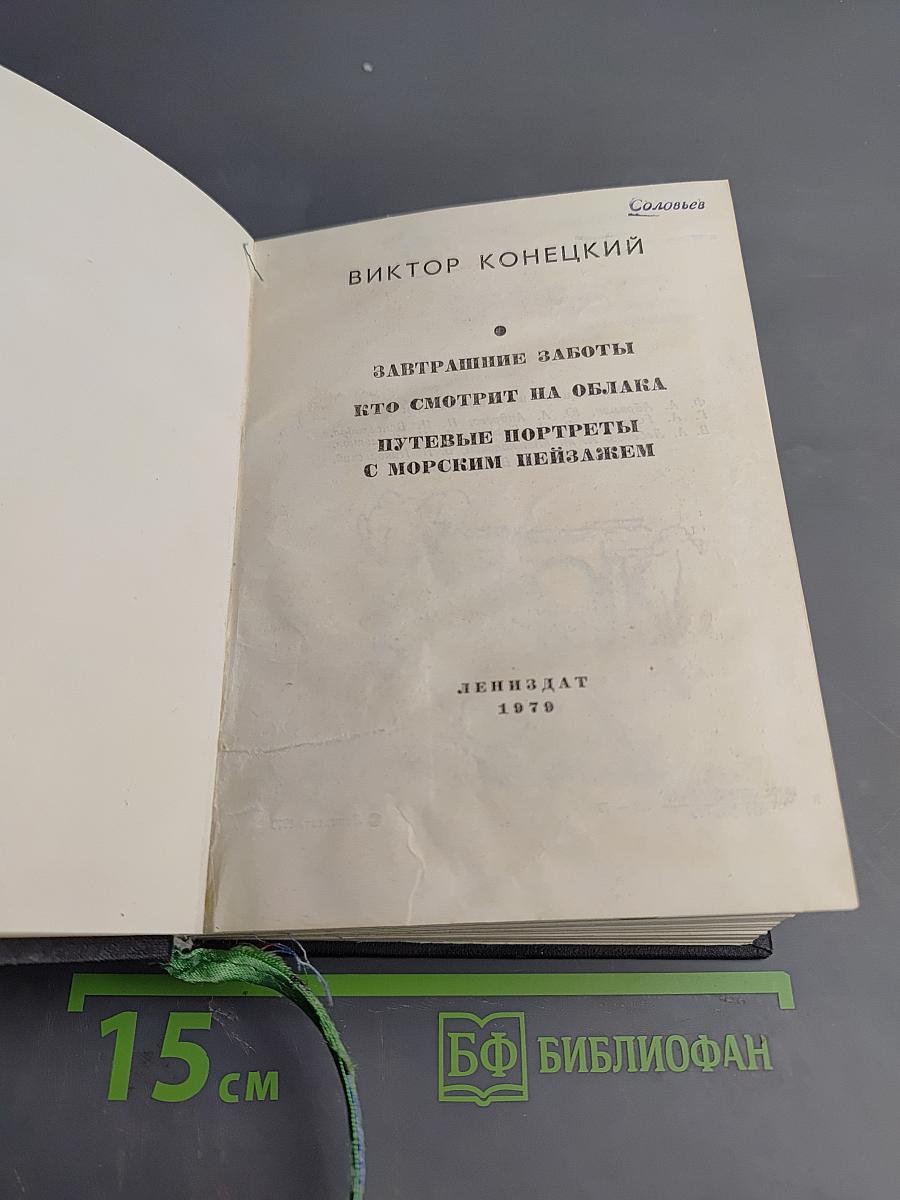 Соловьев
ВИКТОР КОНЕЦКИЙ
ЗАВТРАШНИЕ ЗАБОТЫ
КТО СМОТРИТ НА ОБЛАКА
ПУТЕВЫЕ ПОРТРЕТЫ
С МОРСКИМ ПЕЙЗАЖЕМ
ЛЕНИЗДАТ
1979
15 см
БФ БИБЛИОФАН